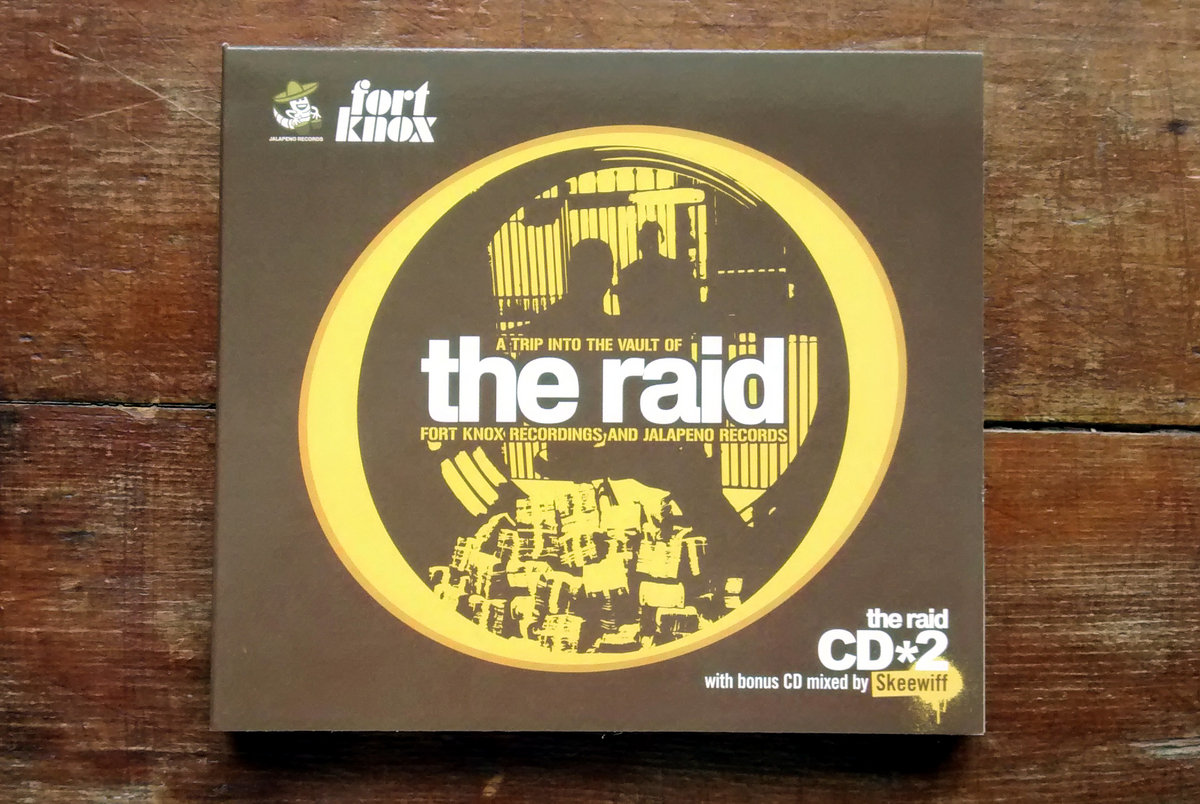 JALAPENO RECORDS
fort
knox
A TRIP INTO THE VAULT OF
the raid
FORT KNOX RECORDINGS AND JALAPENO RECORDS
the raid
CD*2
with bonus CD mixed by Skeewiff